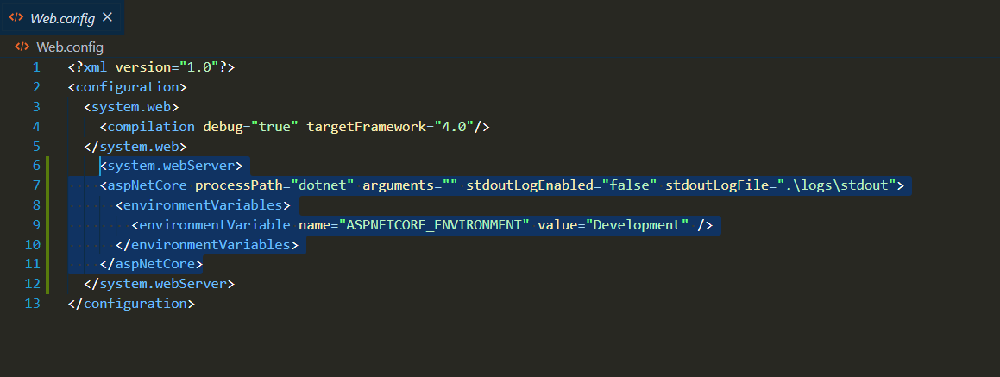 Web.config
Web.config
1 <?xml version="1.0"?>
2 <configuration>
3   <system.web>
4     <compilation debug="true" targetFramework="4.0"/>
5   </system.web>
6     <system.webServer>
7     <aspNetCore processPath="dotnet" arguments="" stdoutLogEnabled="false" stdoutLogFile=".\logs\stdout">
8       <environmentVariables>
9         <environmentVariable name="ASPNETCORE_ENVIRONMENT" value="Development" />
10       </environmentVariables>
11     </aspNetCore>
12   </system.webServer>
13 </configuration>